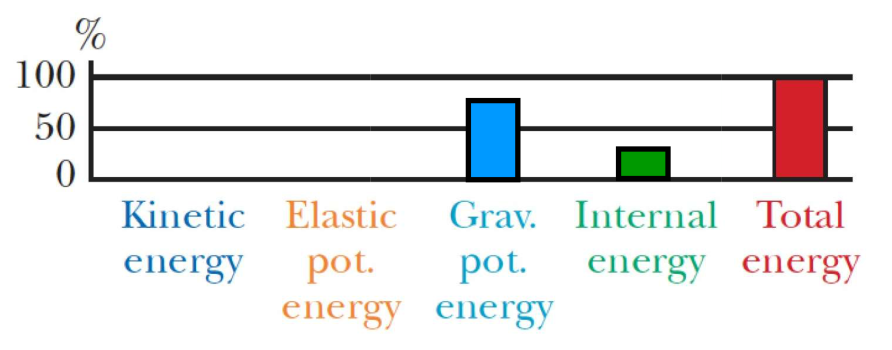 %
100
50
0
Kinetic energy
Elastic pot. energy
Grav. pot. energy
Internal energy
Total energy